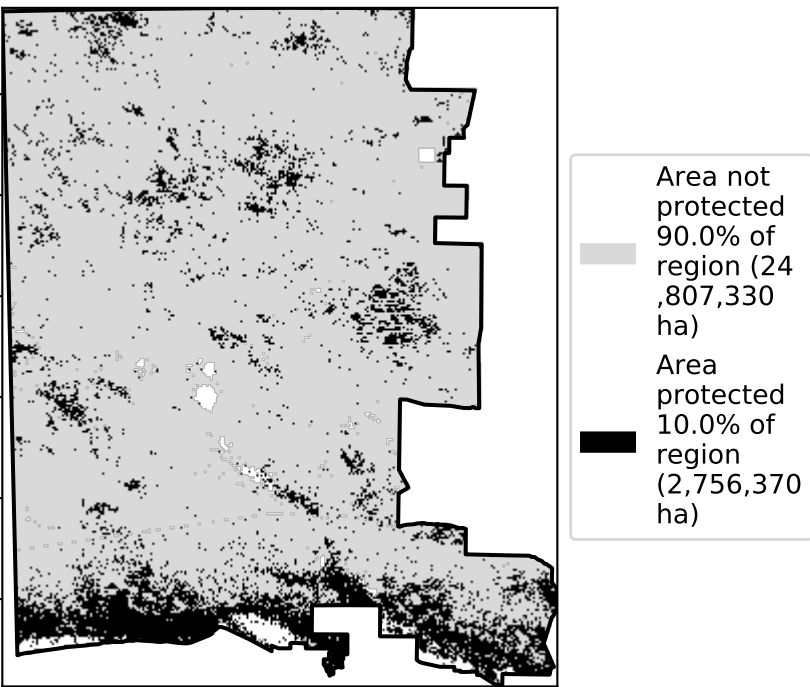 Area not
protected
90.0% of
region (24
,807,330
ha)
Area
protected
10.0% of
region
(2,756,370
ha)